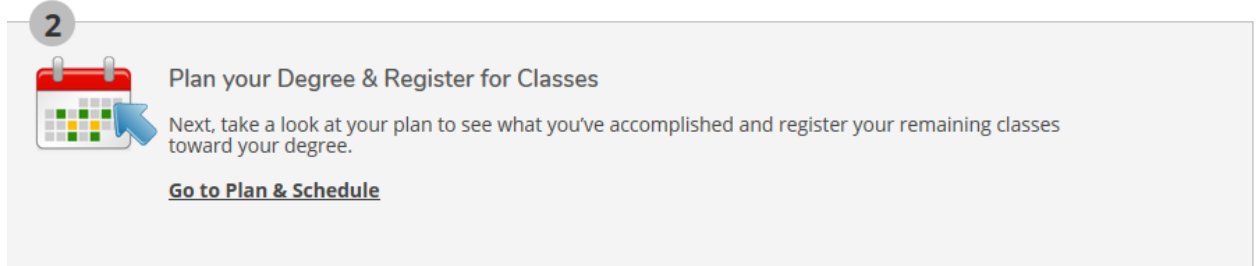 2
Plan your Degree & Register for Classes
Next, take a look at your plan to see what you've accomplished and register your remaining classes
toward your degree.
Go to Plan & Schedule